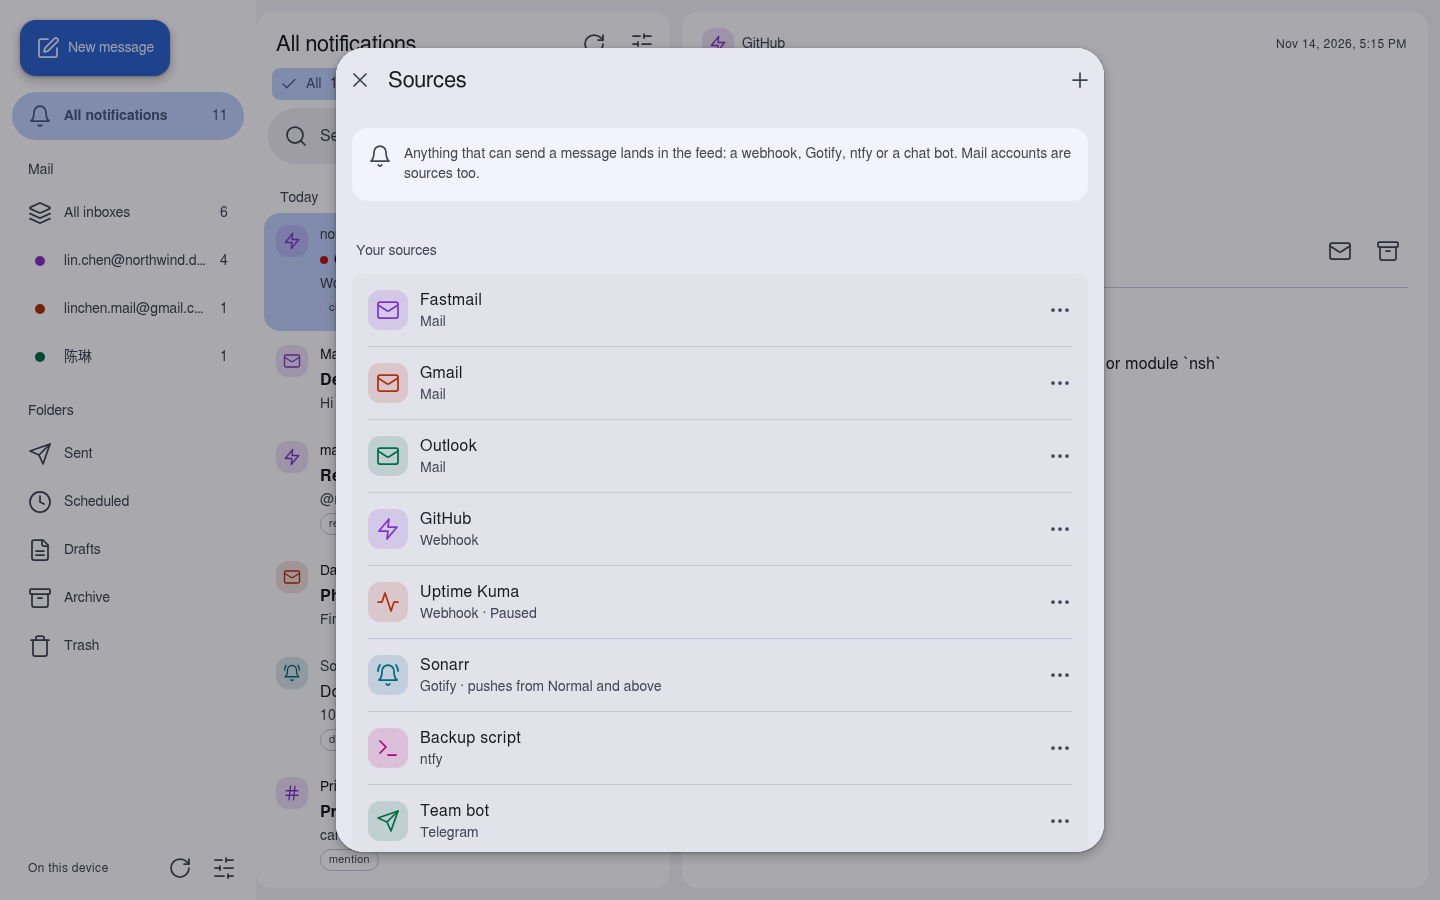 New message
All notifications 11
Mail
All inboxes 6
lin.chen@northwind.d... 4
linchen.mail@gmail.c... 1
陈琳 1
Folders
Sent
Scheduled
Drafts
Archive
Trash
On this device
All notifications
All
Today
mention
GitHub
Nov 14, 2026, 5:15 PM
or module `nsh`
Sources
Anything that can send a message lands in the feed: a webhook, Gotify, ntfy or a chat bot. Mail accounts are
sources too.
Your sources
Fastmail
Mail
Gmail
Mail
Outlook
Mail
GitHub
Webhook
Uptime Kuma
Webhook · Paused
Sonarr
Gotify · pushes from Normal and above
Backup script
ntfy
Team bot
Telegram